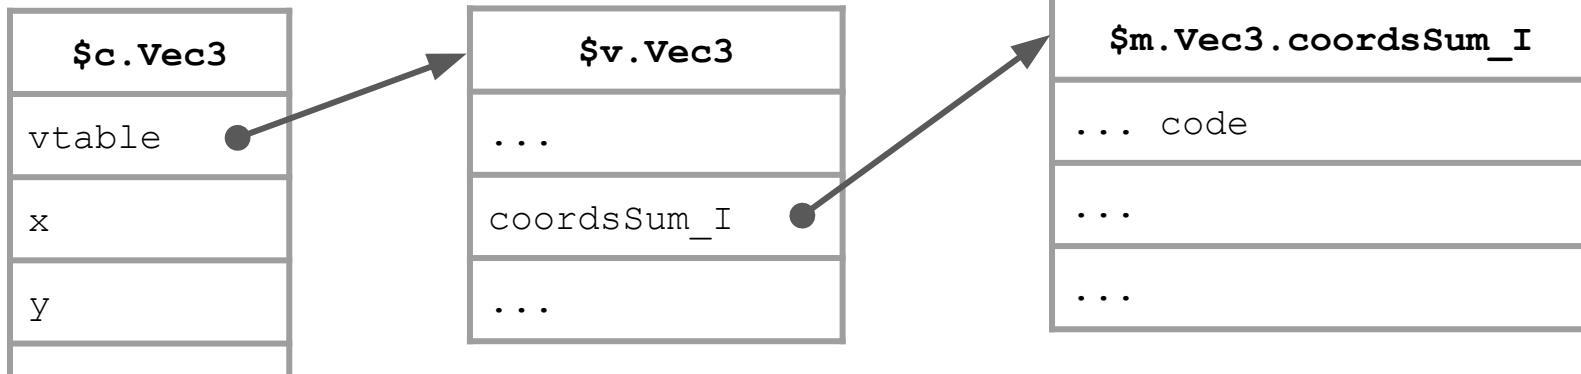 $c.Vec3
vtable
x
y
$v.Vec3
...
coordsSum_I
...
$m.Vec3.coordsSum_I
... code
...
...